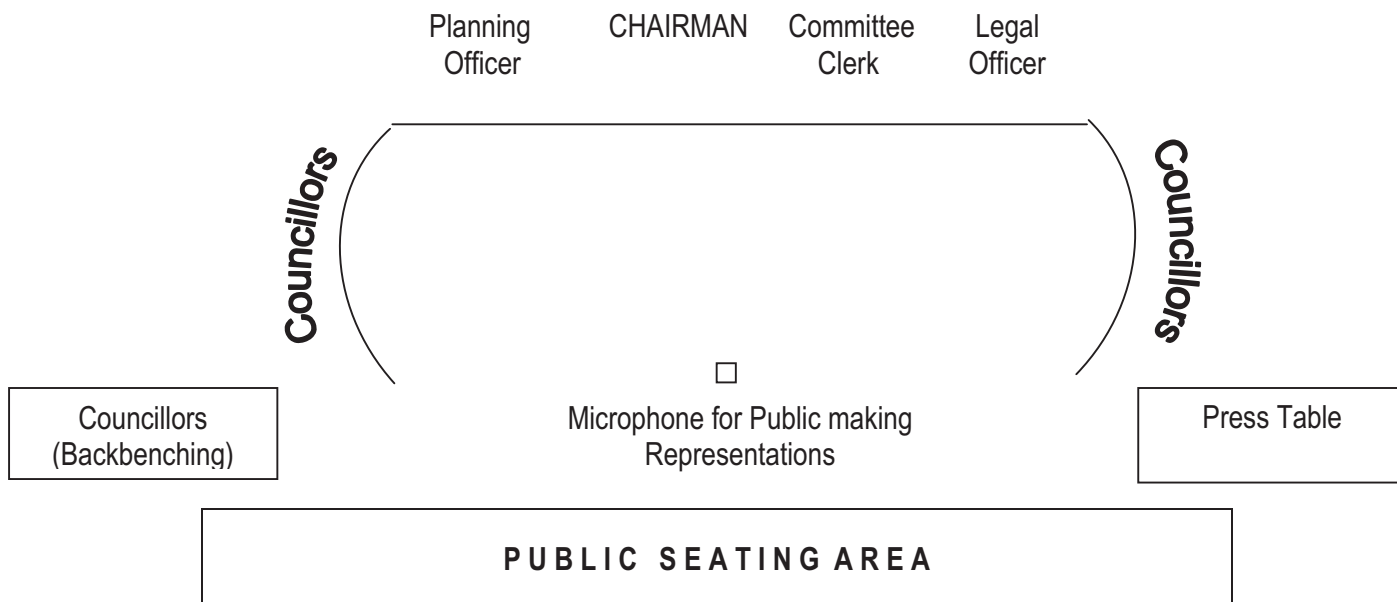 Planning
Officer
CHAIRMAN
Committee
Clerk
Legal
Officer
Councillors
Councillors
Councillors
(Backbenching)
Microphone for Public making
Representations
Press Table
PUBLIC SEATING AREA